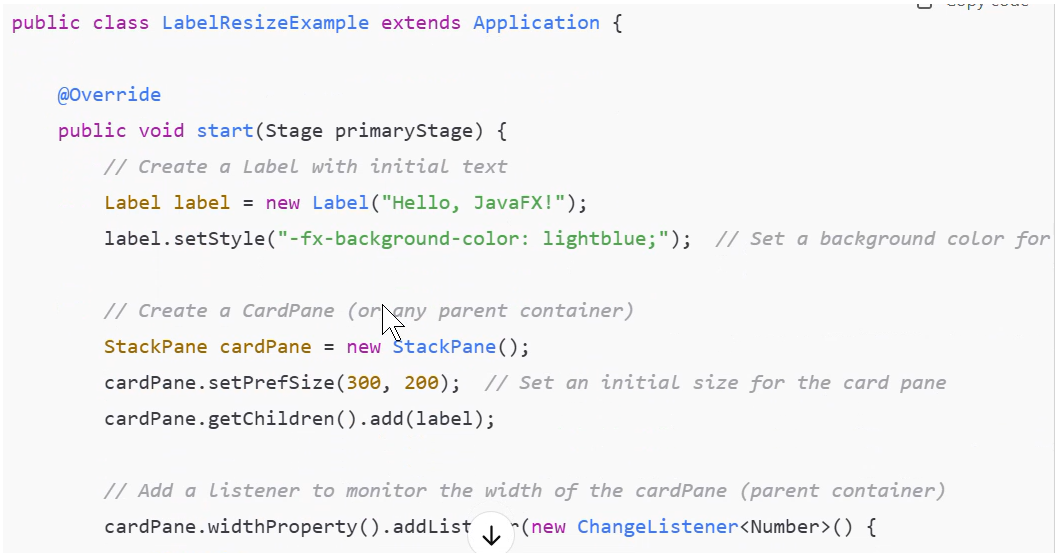 Copy code
public class LabelResizeExample extends Application {
@Override
public void start(Stage primaryStage) {
// Create a Label with initial text
Label label = new Label("Hello, JavaFX!");
label.setStyle("-fx-background-color: lightblue;");  // Set a background color for
// Create a CardPane (or any parent container)
StackPane cardPane = new StackPane();
cardPane.setPrefSize(300, 200);  // Set an initial size for the card pane
cardPane.getChildren().add(label);
// Add a listener to monitor the width of the cardPane (parent container)
cardPane.widthProperty().addListener(new ChangeListener<Number>() {